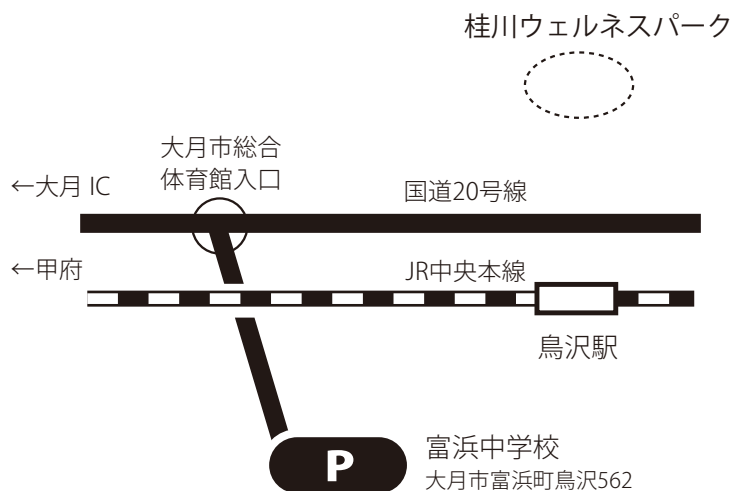 桂川ウェルネスパーク
大月市総合
体育館入口
←大月 IC
国道20号線
←甲府
JR中央本線
鳥沢駅
P
富浜中学校
大月市富浜町鳥沢562